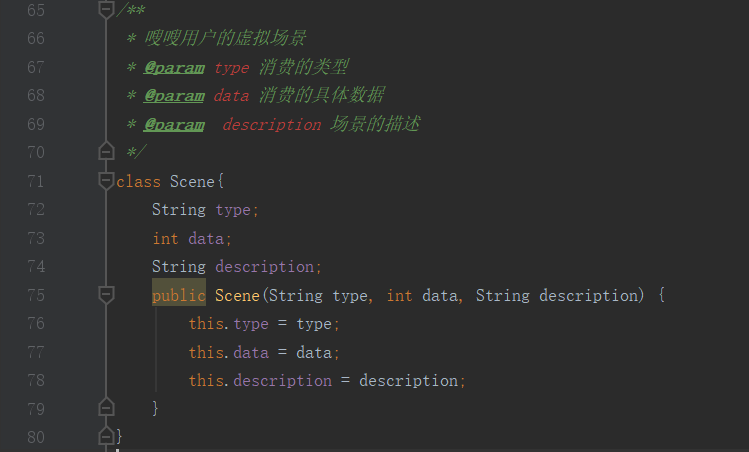 65 /**
66 * 嗖嗖用户的虚拟场景
67 * @param type 消费的类型
68 * @param data 消费的具体数据
69 * @param  description 场景的描述
70 */
71 class Scene{
72 String type;
73 int data;
74 String description;
75 public Scene(String type, int data, String description) {
76 this.type = type;
77 this.data = data;
78 this.description = description;
79 }
80 }